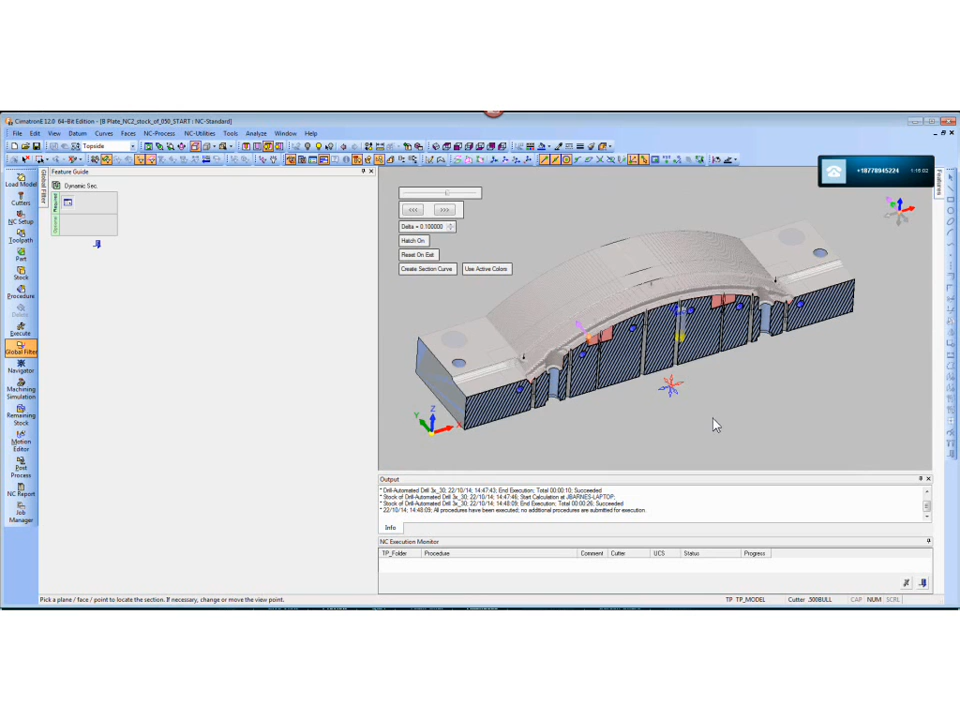 CimatronE 12.0 64-Bit Edition - [B Plate_NC2_stock_of_050_START : NC-Standard]
File Edit View Datum Curves Faces NC-Process NC-Utilities Tools Analyze Window Help
Topside
Feature Guide
Dynamic Sec.
Required
Global Filter
Features
+18778945224
1:15:02
Load Model
Cutters
NC Setup
Toolpath
Part
Stock
Procedure
Delete
Execute
Global Filter
Navigator
Machining
Simulation
Remaining
Stock
Motion
Editor
Post
Process
NC Report
Job
Manager
<<< >>>
Delta = 0.100000
Hatch On
Reset On Exit
Create Section Curve Use Active Colors
Z
Y
X
Output
* Drill-Automated Drill 3x_30, 22/10/14; 14:47:43; End Execution; Total 00:00:10; Succeeded
* Stock of Drill-Automated Drill 3x_30, 22/10/14; 14:47:46; Start Calculation at JBARNES-LAPTOP;
* Stock of Drill-Automated Drill 3x_30, 22/10/14; 14:48:09; End Execution; Total 00:00:26; Succeeded
* 22/10/14; 14:48:09; All procedures have been executed; no additional procedures are submitted for execution.
Info
NC Execution Monitor
TP_Folder Procedure Comment Cutter UCS Status Progress
Pick a plane / face / point to locate the section. If necessary, change or move the view point.
TP TP_MODEL Cutter .500BULL CAP NUM SCRL